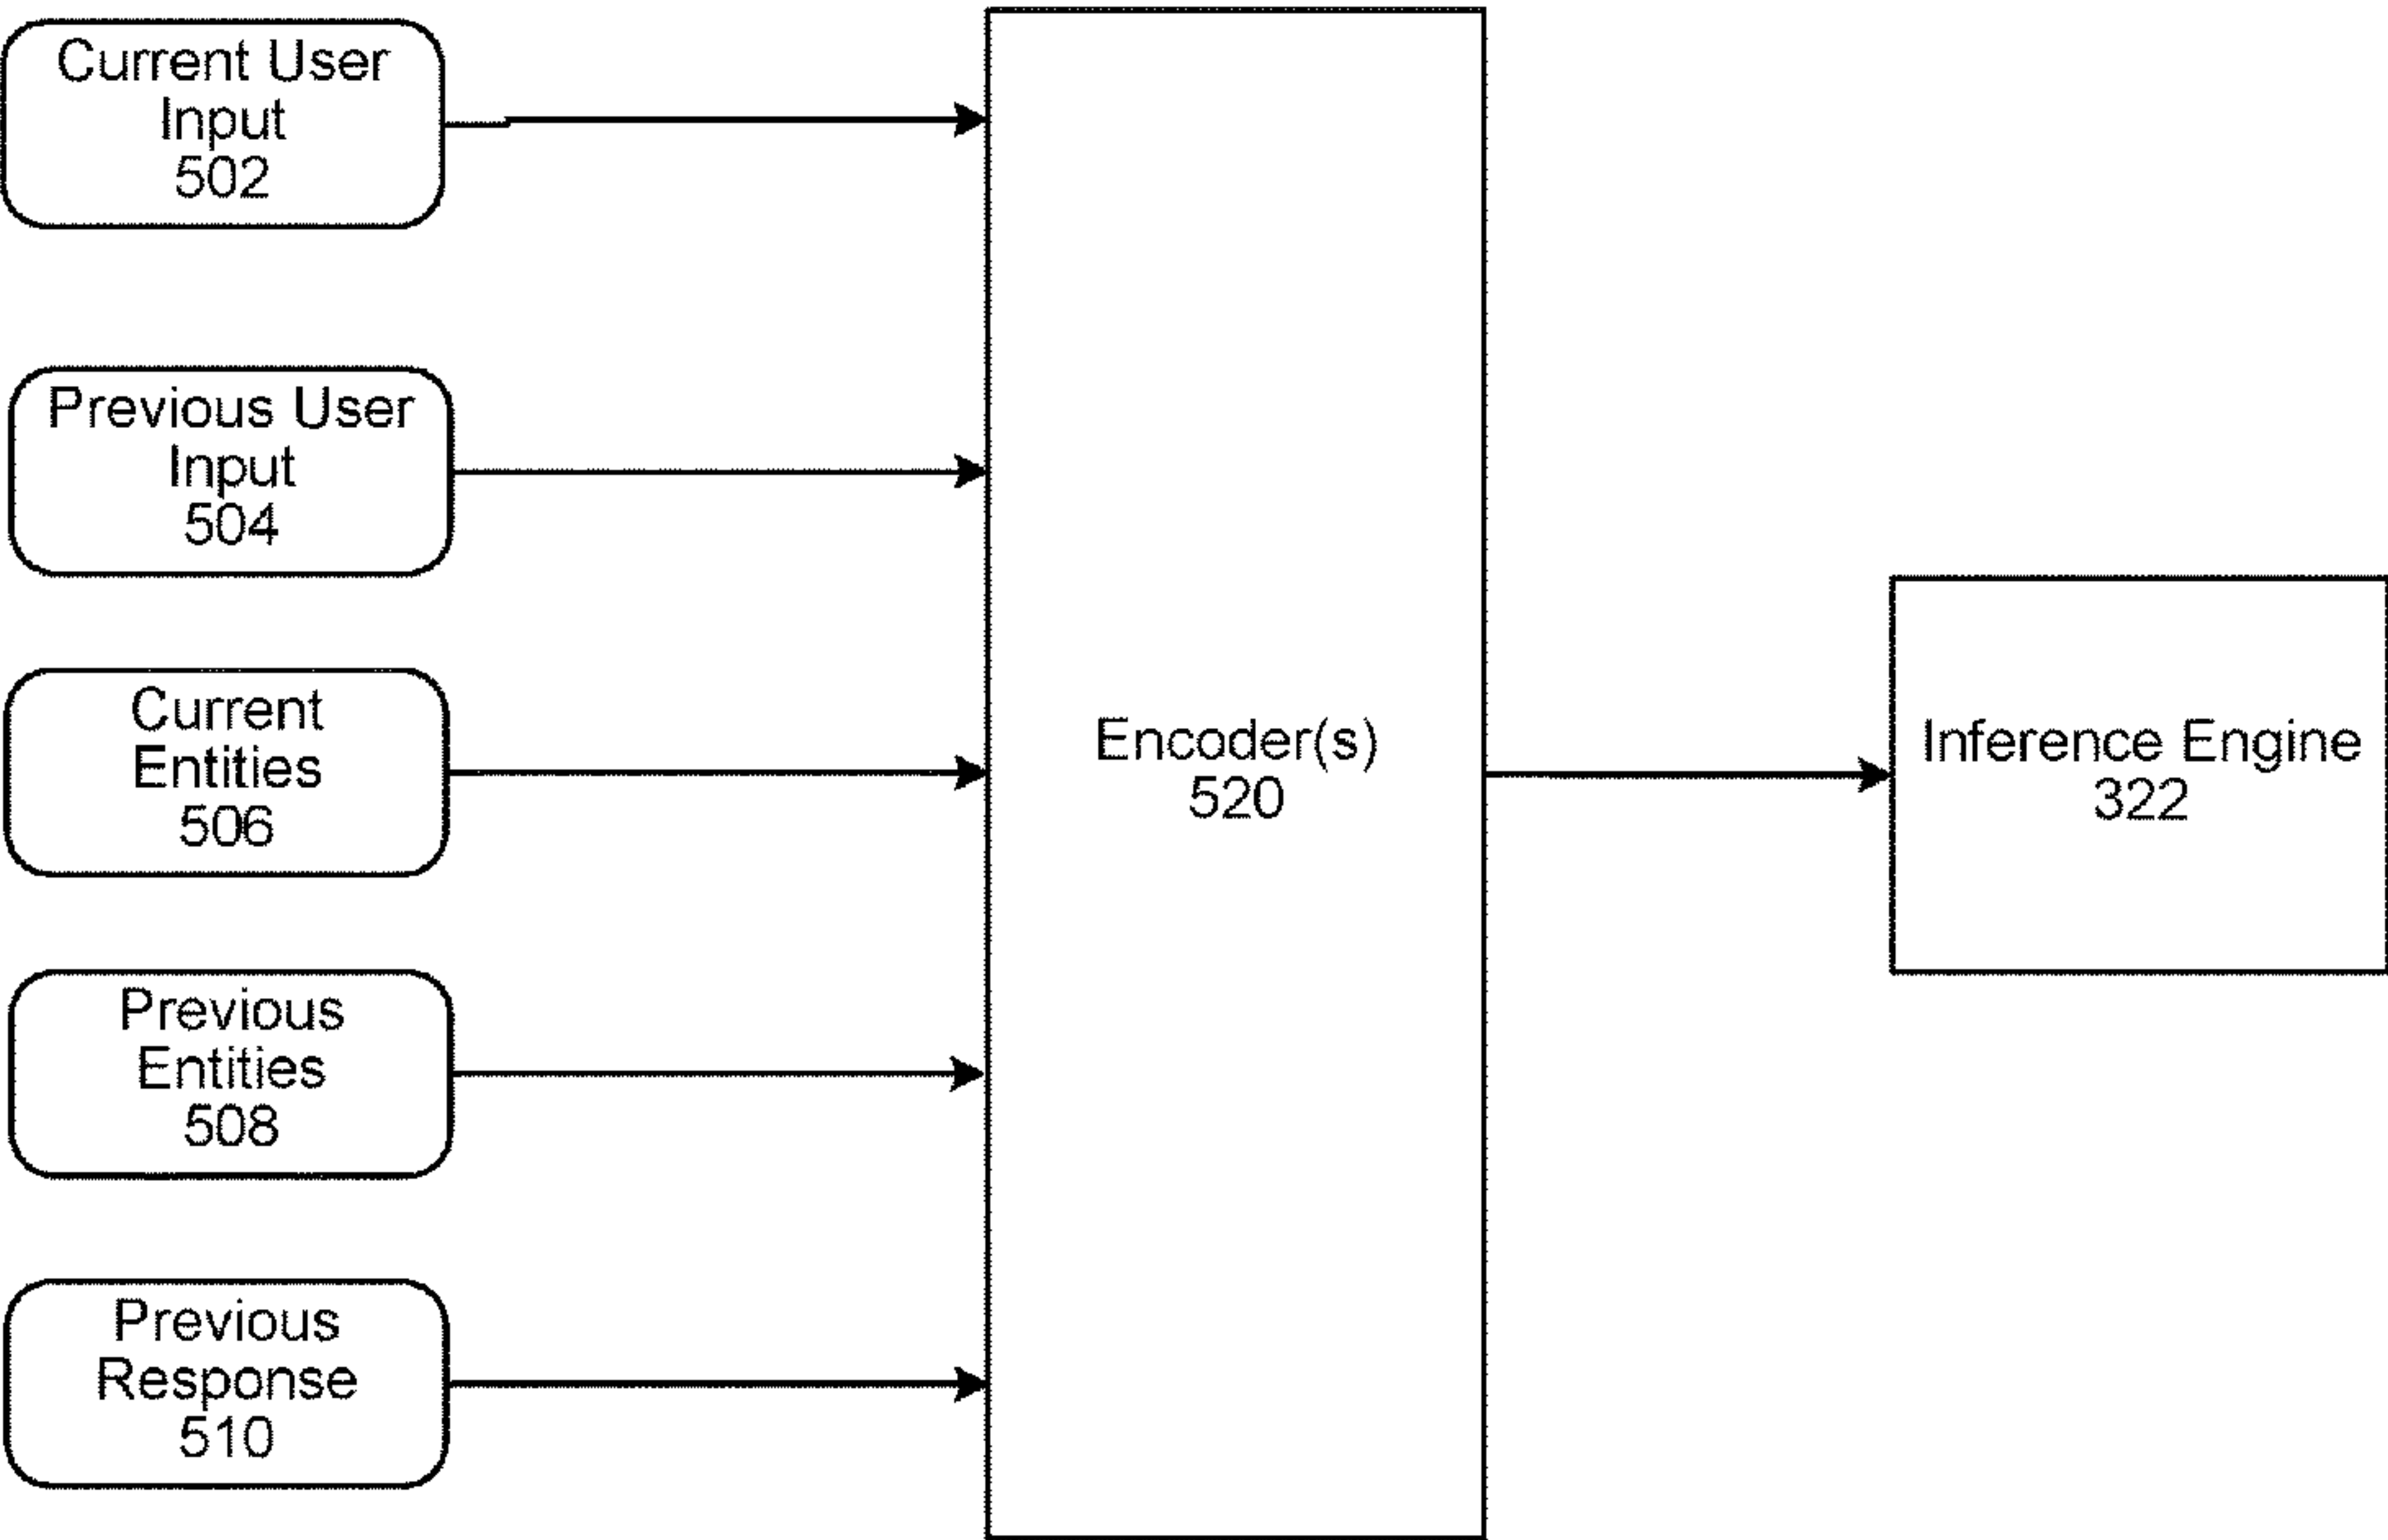 Current User
Input
502
Previous User
Input
504
Current
Entities
506
Previous
Entities
508
Previous
Response
510
Encoder(s)
520
Inference Engine
322